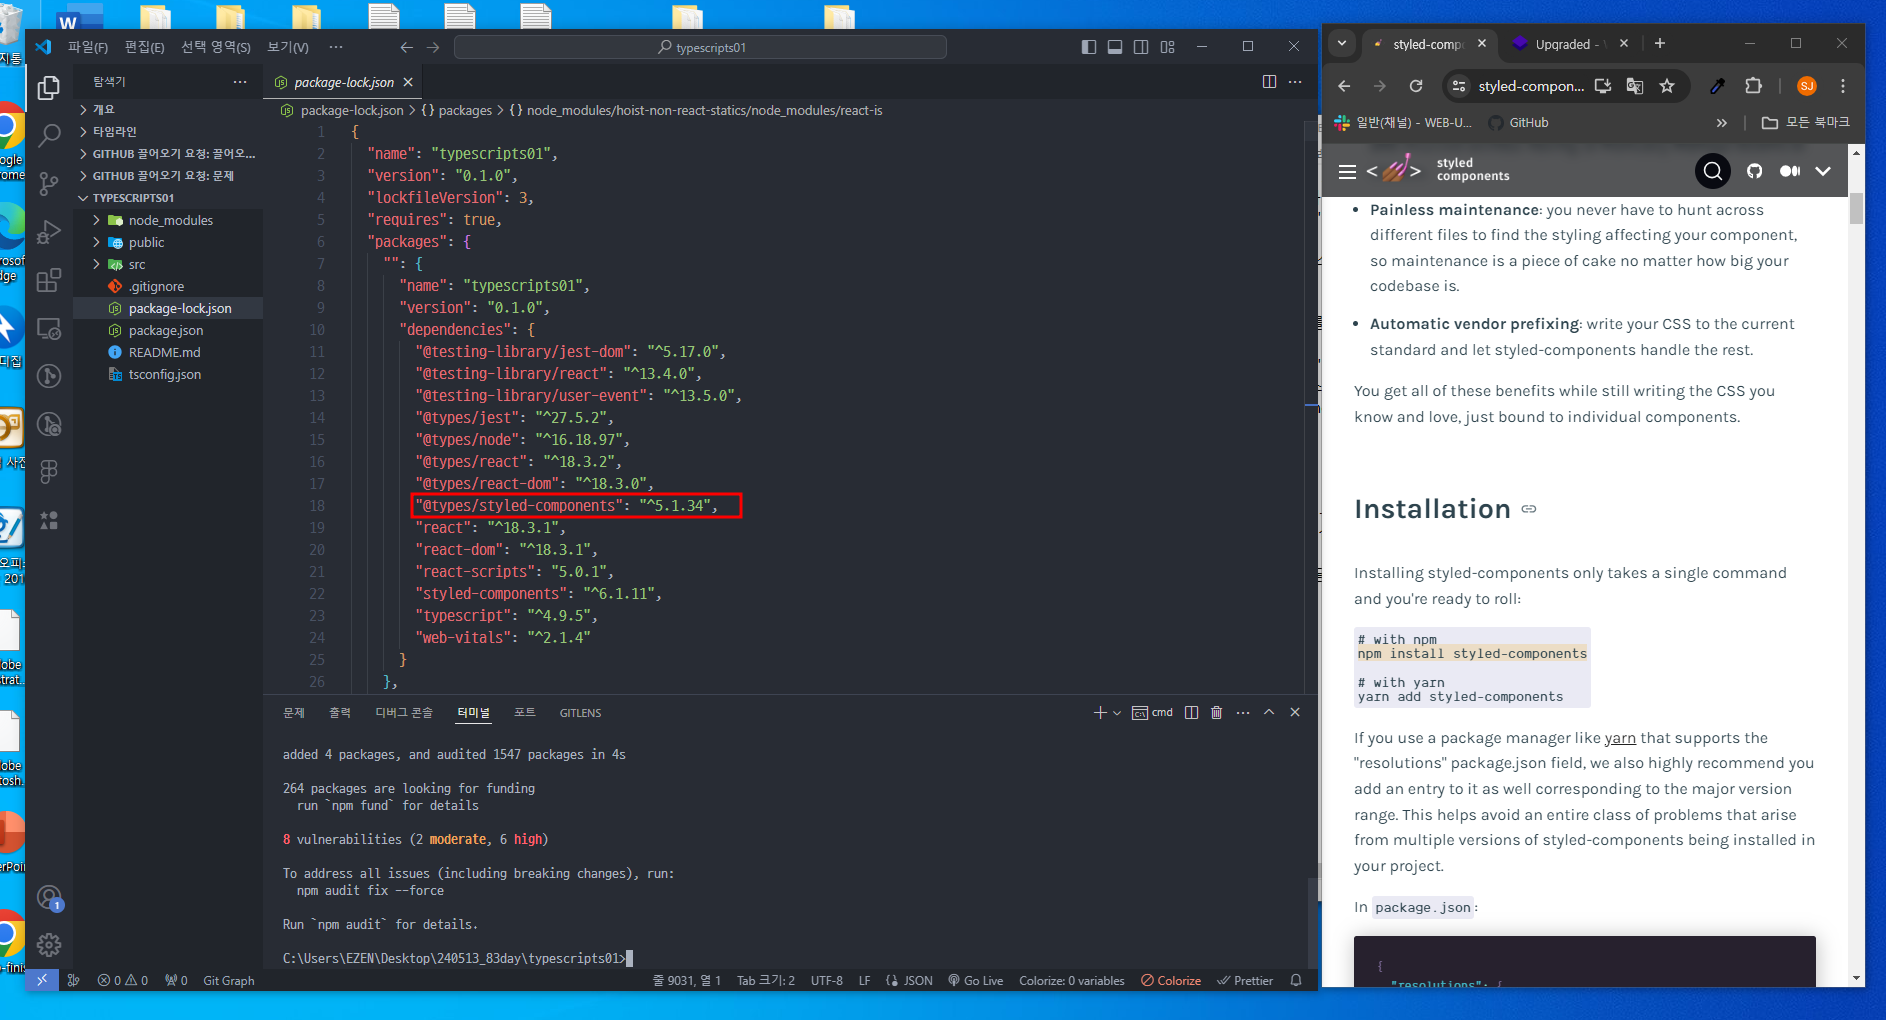 파일(F) 편집(E) 선택 영역(S) 보기(V) ···
typescripts01
탐색기
package-lock.json
개요
타임라인
GITHUB 끌어오기 요청: 끌어오...
GITHUB 끌어오기 요청: 문제
TYPESCRIPTS01
node_modules
public
src
.gitignore
package-lock.json
package.json
README.md
tsconfig.json
package-lock.json > {} packages > {} node_modules/hoist-non-react-statics/node_modules/react-is
1 {
2 "name": "typescripts01",
3 "version": "0.1.0",
4 "lockfileVersion": 3,
5 "requires": true,
6 "packages": {
7 "": {
8 "name": "typescripts01",
9 "version": "0.1.0",
10 "dependencies": {
11 "@testing-library/jest-dom": "^5.17.0",
12 "@testing-library/react": "^13.4.0",
13 "@testing-library/user-event": "^13.5.0",
14 "@types/jest": "^27.5.2",
15 "@types/node": "^16.18.97",
16 "@types/react": "^18.3.2",
17 "@types/react-dom": "^18.3.0",
18 "@types/styled-components": "^5.1.34",
19 "react": "^18.3.1",
20 "react-dom": "^18.3.1",
21 "react-scripts": "5.0.1",
22 "styled-components": "^6.1.11",
23 "typescript": "^4.9.5",
24 "web-vitals": "^2.1.4"
25 }
26 },
문제 출력 디버그 콘솔 터미널 포트 GITLENS
cmd
added 4 packages, and audited 1547 packages in 4s
264 packages are looking for funding
run `npm fund` for details
8 vulnerabilities (2 moderate, 6 high)
To address all issues (including breaking changes), run:
npm audit fix --force
Run `npm audit` for details.
C:\Users\EZEN\Desktop\240513_83day\typescripts01>
0 0 0 Git Graph
줄 9031, 열 1 Tab 크기: 2 UTF-8 LF {} JSON Go Live Colorize: 0 variables Colorize Prettier
1
styled-comp Upgraded -
styled-compon...
SJ
일반(채널) - WEB-U... GitHub » 모든 북마크
styled
components
Painless maintenance: you never have to hunt across
different files to find the styling affecting your component,
so maintenance is a piece of cake no matter how big your
codebase is.
Automatic vendor prefixing: write your CSS to the current
standard and let styled-components handle the rest.
You get all of these benefits while still writing the CSS you
know and love, just bound to individual components.
Installation
Installing styled-components only takes a single command
and you're ready to roll:
# with npm
npm install styled-components
# with yarn
yarn add styled-components
If you use a package manager like yarn that supports the
"resolutions" package.json field, we also highly recommend you
add an entry to it as well corresponding to the major version
range. This helps avoid an entire class of problems that arise
from multiple versions of styled-components being installed in
your project.
In package.json:
{
"resolutions": {